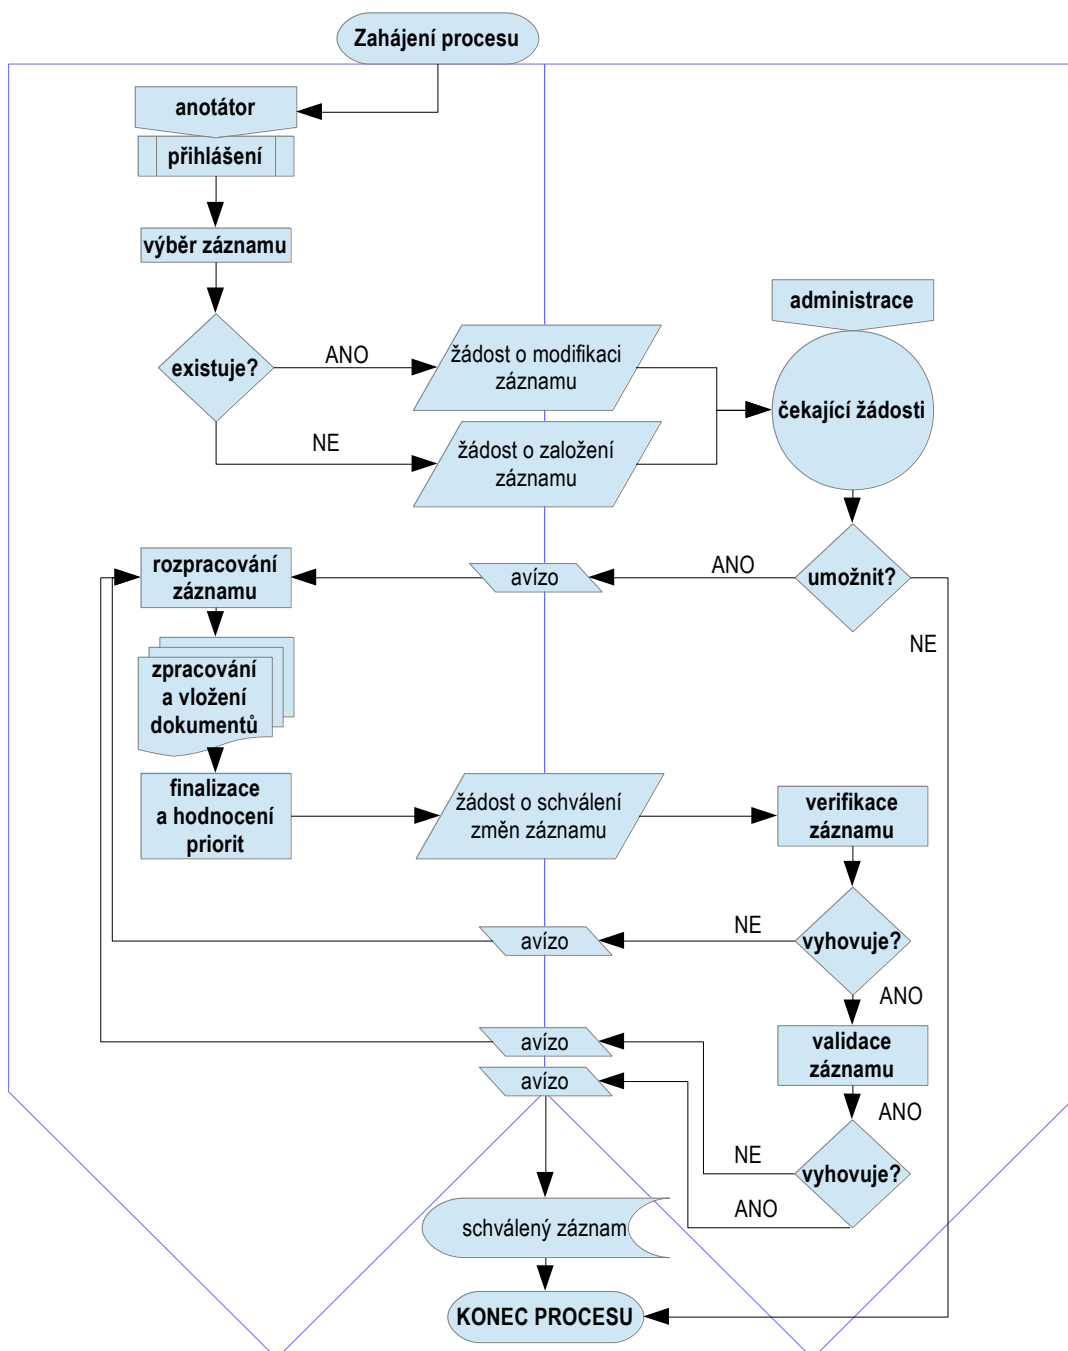 Zahájení procesu
anotátor
přihlášení
výběr záznamu
administrace
existuje?
ANO
žádost o modifikaci
záznamu
čekající žádosti
NE
žádost o založení
záznamu
rozpracování
záznamu
avízo
ANO
umožnit?
NE
zpracování
a vložení
dokumentů
finalizace
a hodnocení
priorit
žádost o schválení
změn záznamu
verifikace
záznamu
avízo
NE
vyhovuje?
ANO
avízo
validace
záznamu
avízo
ANO
NE
vyhovuje?
ANO
schválený záznam
KONEC PROCESU